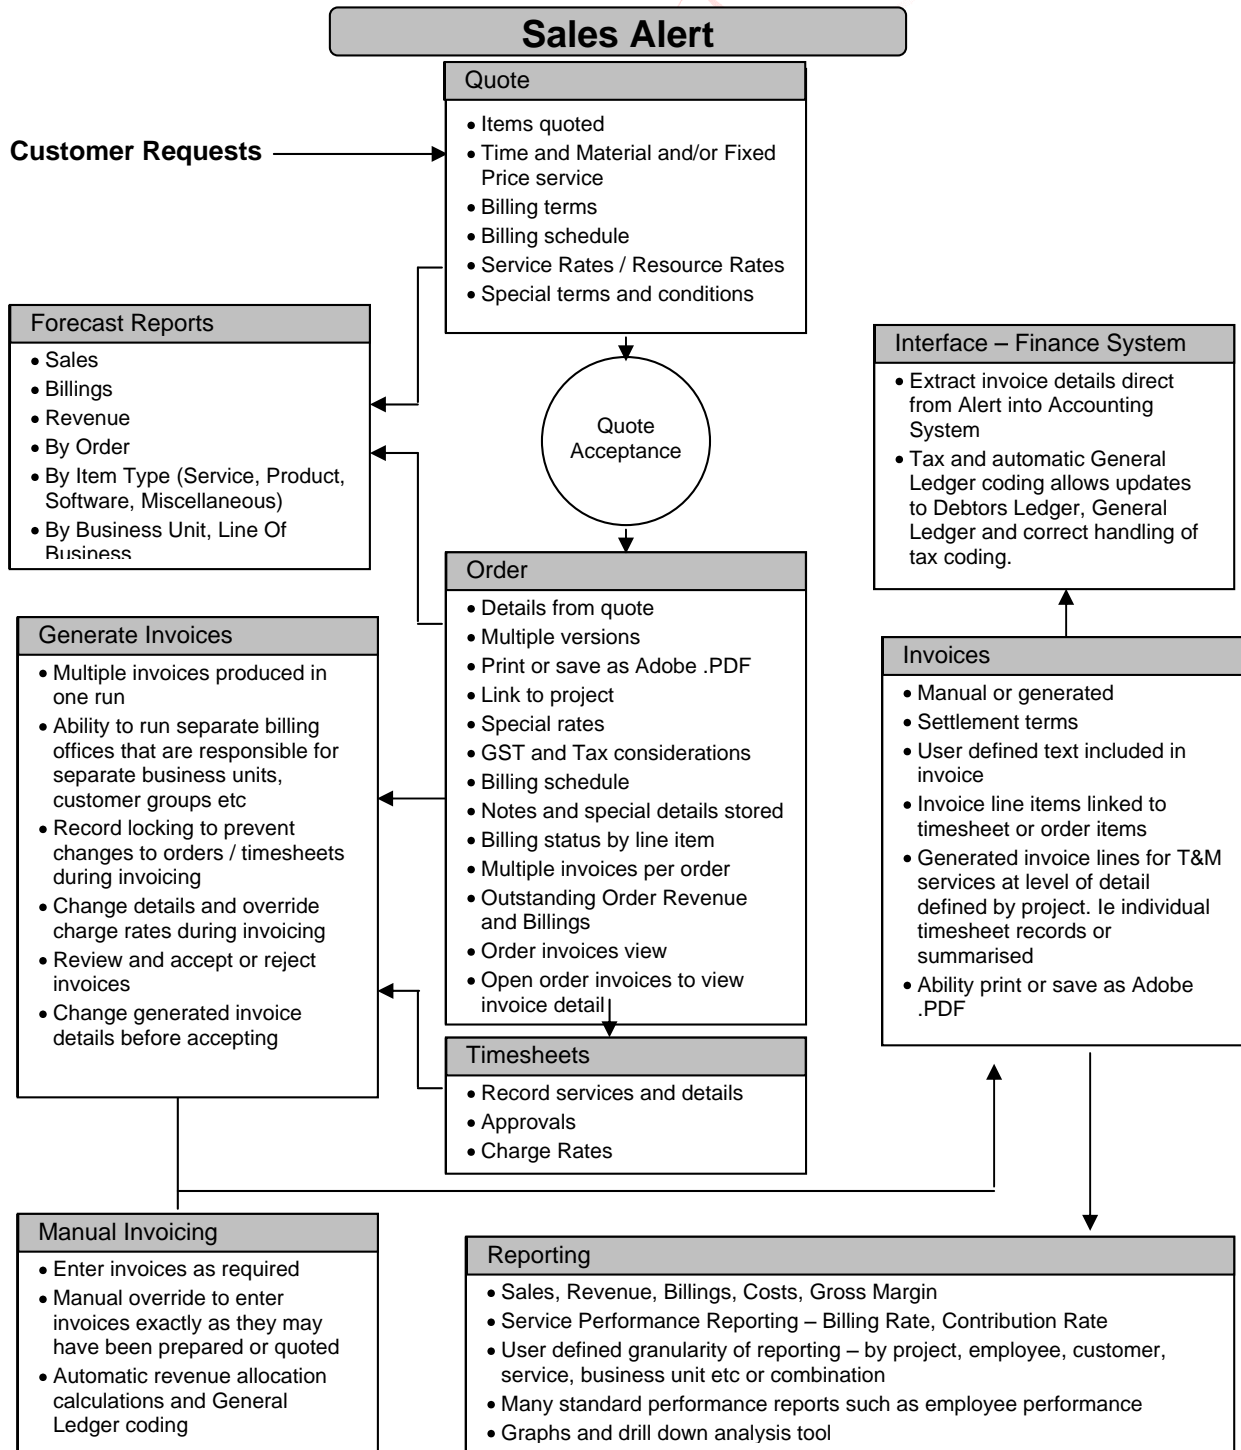 Sales Alert
Quote
• Items quoted
• Time and Material and/or Fixed
Price service
• Billing terms
• Billing schedule
• Service Rates / Resource Rates
• Special terms and conditions
Customer Requests
Forecast Reports
• Sales
• Billings
• Revenue
• By Order
• By Item Type (Service, Product,
Software, Miscellaneous)
• By Business Unit, Line Of
Business
Quote
Acceptance
Interface – Finance System
• Extract invoice details direct
from Alert into Accounting
System
• Tax and automatic General
Ledger coding allows updates
to Debtors Ledger, General
Ledger and correct handling of
tax coding.
Order
• Details from quote
• Multiple versions
• Print or save as Adobe .PDF
• Link to project
• Special rates
• GST and Tax considerations
• Billing schedule
• Notes and special details stored
• Billing status by line item
• Multiple invoices per order
• Outstanding Order Revenue
and Billings
• Order invoices view
• Open order invoices to view
invoice detail
Generate Invoices
• Multiple invoices produced in
one run
• Ability to run separate billing
offices that are responsible for
separate business units,
customer groups etc
• Record locking to prevent
changes to orders / timesheets
during invoicing
• Change details and override
charge rates during invoicing
• Review and accept or reject
invoices
• Change generated invoice
details before accepting
Invoices
• Manual or generated
• Settlement terms
• User defined text included in
invoice
• Invoice line items linked to
timesheet or order items
• Generated invoice lines for T&M
services at level of detail
defined by project. Ie individual
timesheet records or
summarised
• Ability print or save as Adobe
.PDF
Timesheets
• Record services and details
• Approvals
• Charge Rates
Manual Invoicing
• Enter invoices as required
• Manual override to enter
invoices exactly as they may
have been prepared or quoted
• Automatic revenue allocation
calculations and General
Ledger coding
Reporting
• Sales, Revenue, Billings, Costs, Gross Margin
• Service Performance Reporting – Billing Rate, Contribution Rate
• User defined granularity of reporting – by project, employee, customer,
service, business unit etc or combination
• Many standard performance reports such as employee performance
• Graphs and drill down analysis tool